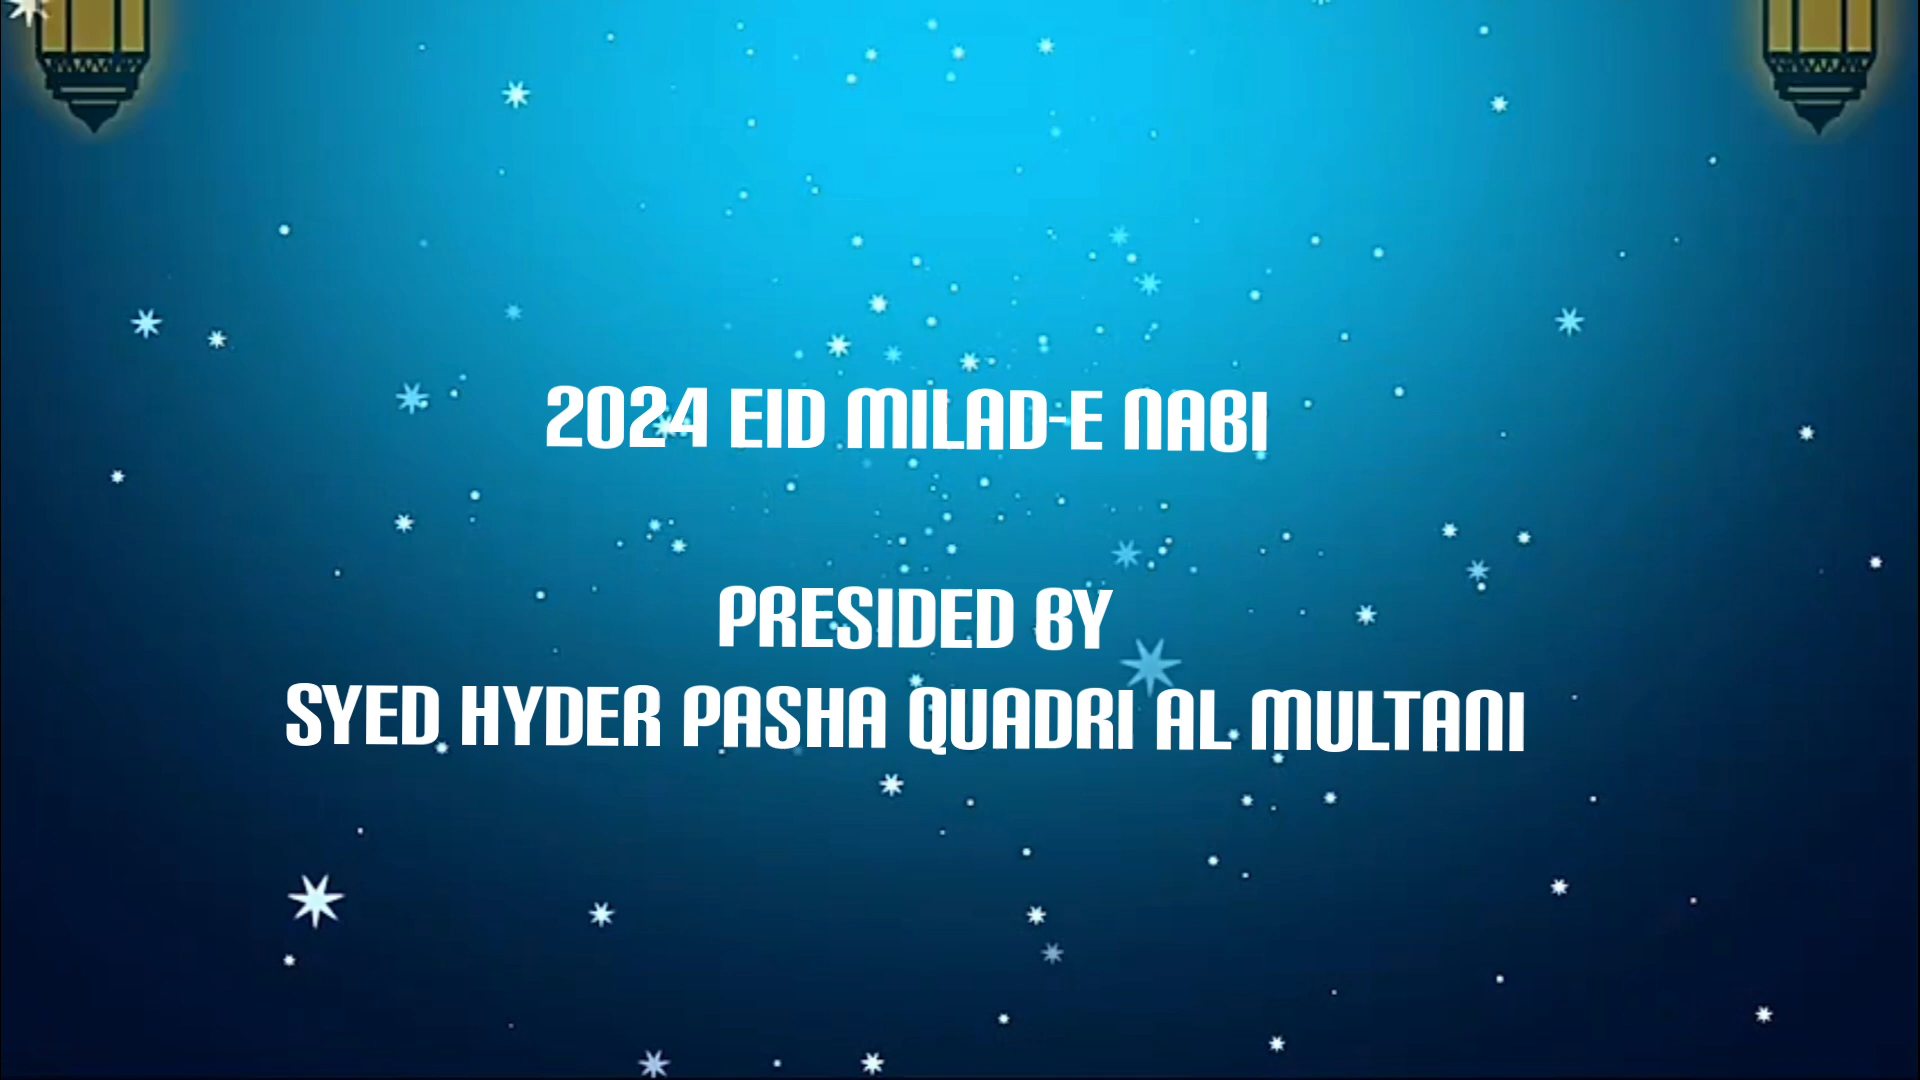 2024 EID MILAD-E NABI
PRESIDED BY
SYED HYDER PASHA QUADRI AL MULTANI